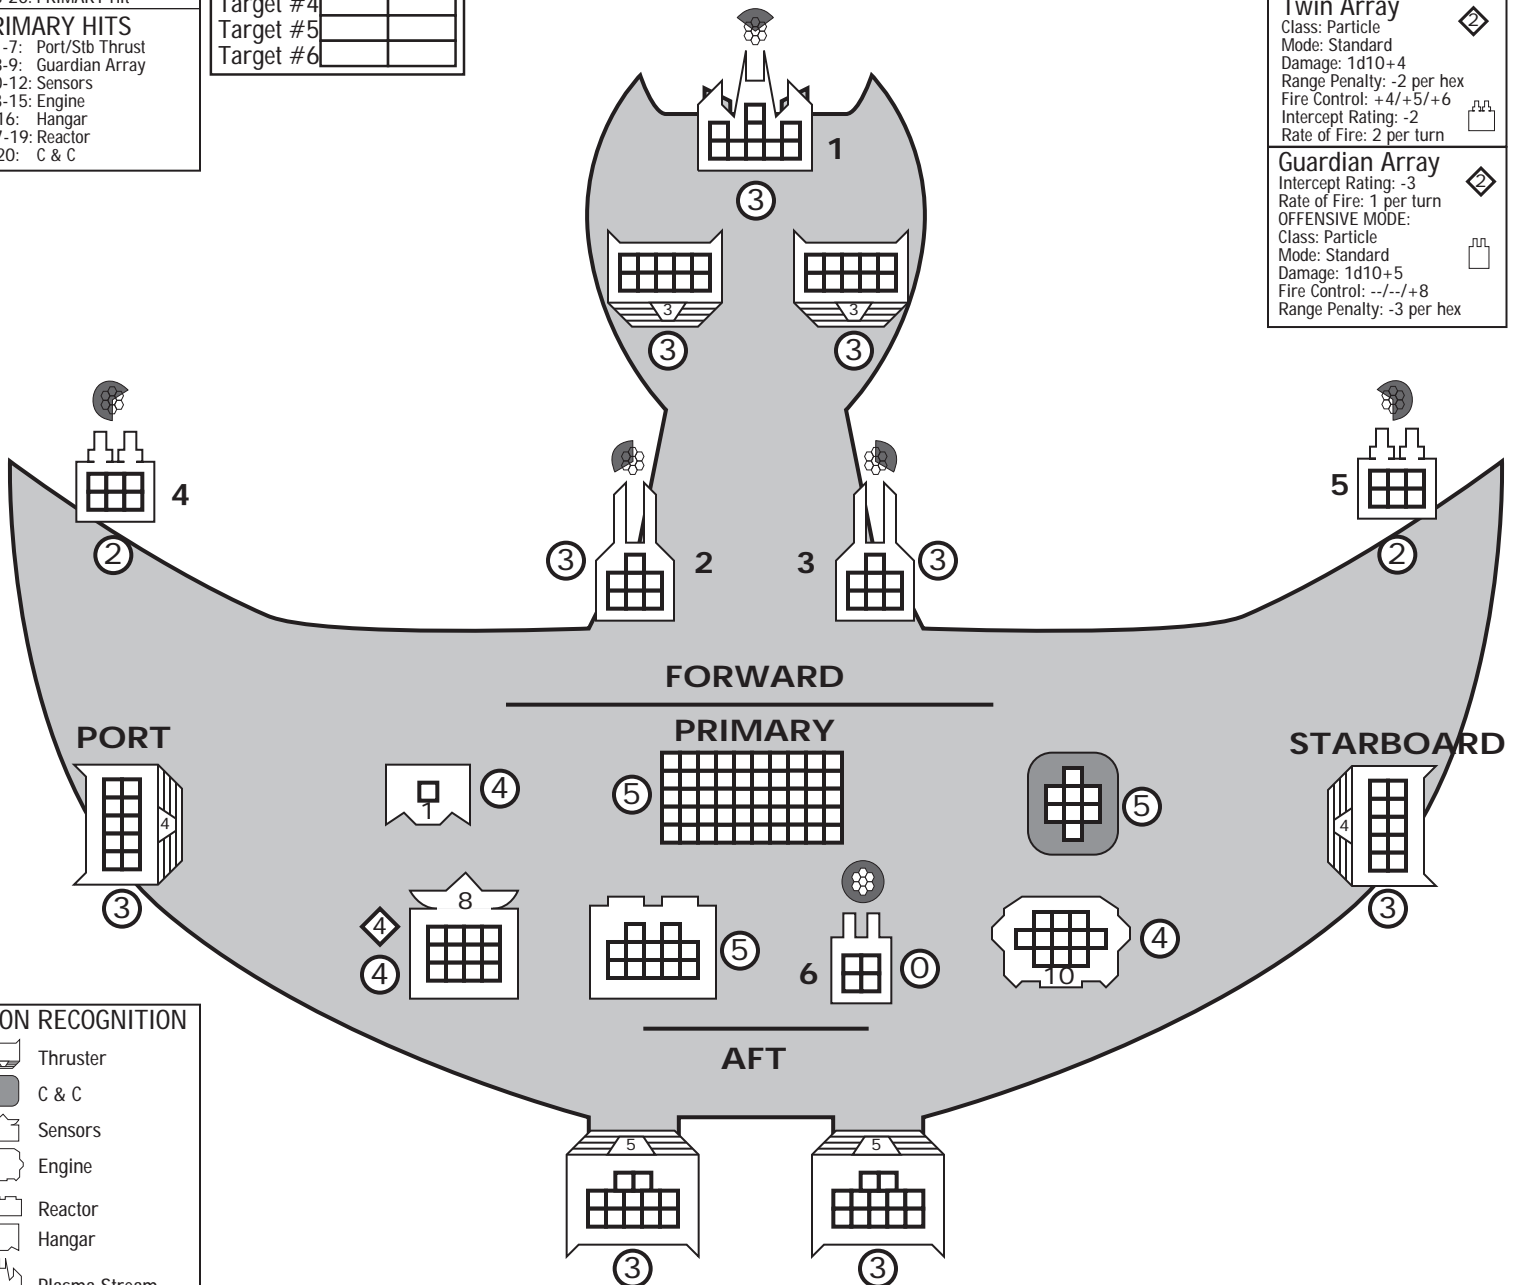 PRIMARY Hit
RIMARY HITS
-7: Port/Stb Thrust
-9: Guardian Array
-12: Sensors
-15: Engine
16: Hangar
-19: Reactor
20: C & C
Target #4
Target #5
Target #6
Twin Array
2
Class: Particle
Mode: Standard
Damage: 1d10+4
Range Penalty: -2 per hex
Fire Control: +4/+5/+6
Intercept Rating: -2
Rate of Fire: 2 per turn
Guardian Array
2
Intercept Rating: -3
Rate of Fire: 1 per turn
OFFENSIVE MODE:
Class: Particle
Mode: Standard
Damage: 1d10+5
Fire Control: --/--/+8
Range Penalty: -3 per hex
1
3
3
3
3
3
4
5
2
2
3
2
3
3
FORWARD
PRIMARY
PORT
STARBOARD
4
3
1
4
5
5
4
3
8
4
4
5
6
0
10
4
AFT
5
5
3
3
ON RECOGNITION
Thruster
C & C
Sensors
Engine
Reactor
Hangar
Plasma Stream